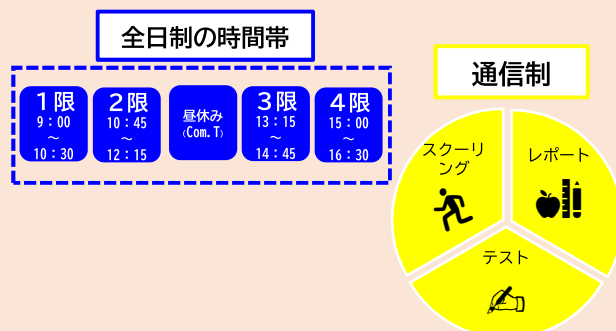 全日制の時間帯
1限
9：00
～
10：30
2限
10：45
～
12：15
昼休み
(Com.T)
3限
13：15
～
14：45
4限
15：00
～
16：30
通信制
スクーリ
ング
レポート
テスト